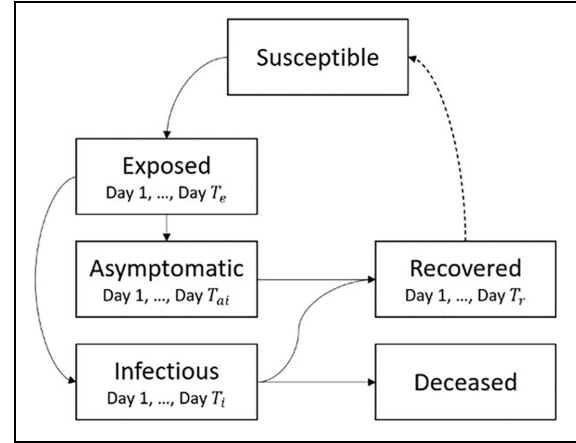 Susceptible
Exposed
Day 1, ..., Day Tₑ
Asymptomatic
Day 1, ..., Day Tₐᵢ
Recovered
Day 1, ..., Day Tᵣ
Infectious
Day 1, ..., Day Tᵢ
Deceased